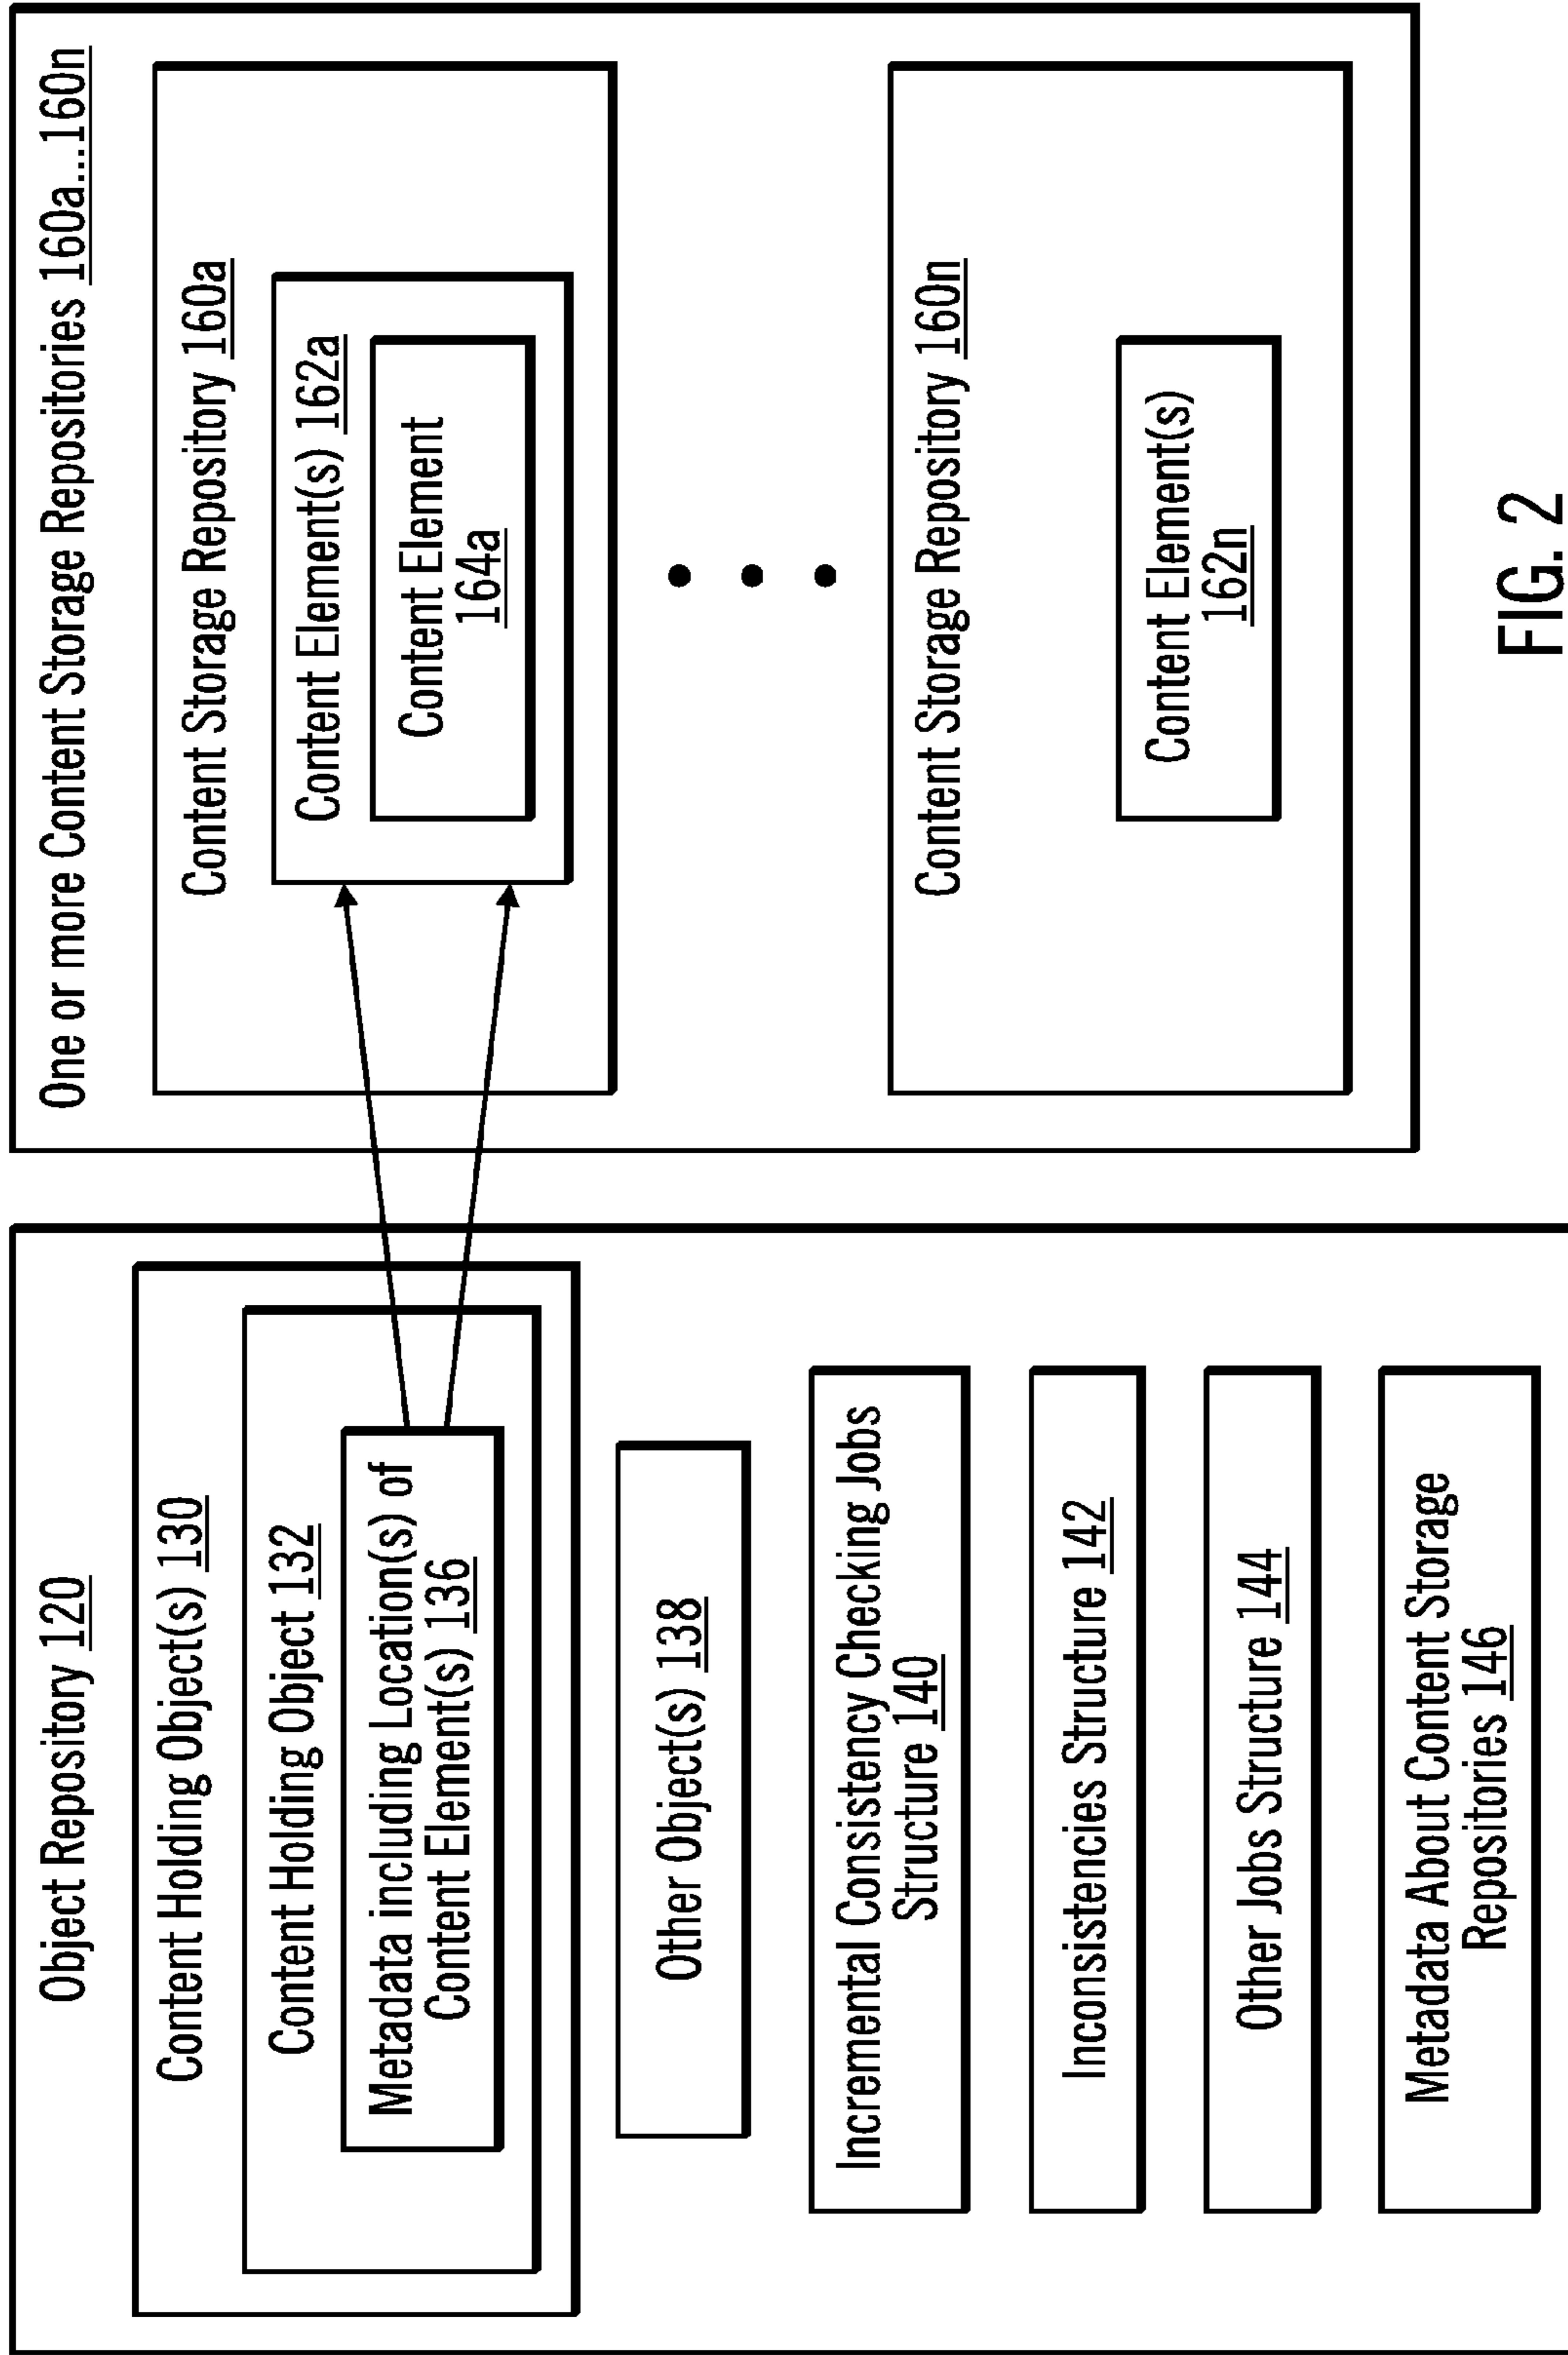 Object Repository 120
Content Holding Object(s) 130
Content Holding Object 132
Metadata including Location(s) of
Content Element(s) 136
Other Object(s) 138
Incremental Consistency Checking Jobs
Structure 140
Inconsistencies Structure 142
Other Jobs Structure 144
Metadata About Content Storage
Repositories 146
One or more Content Storage Repositories 160a...160n
Content Storage Repository 160a
Content Element(s) 162a
Content Element
164a
Content Storage Repository 160n
Content Element(s)
162n
FIG. 2